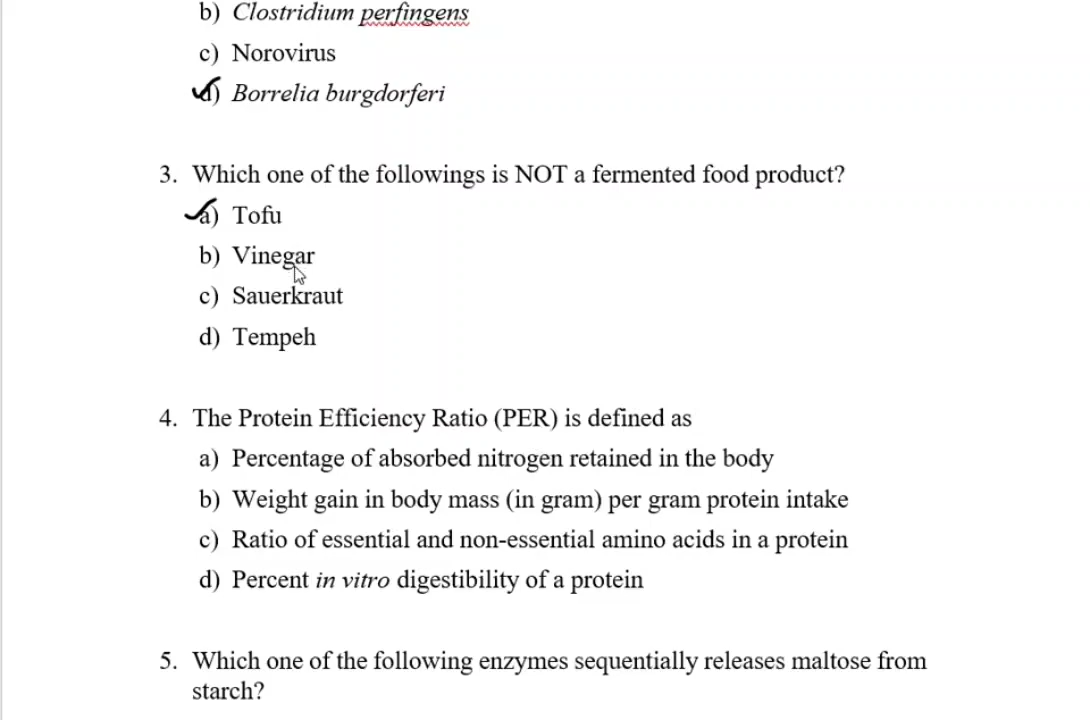 b) Clostridium perfingens
c) Norovirus
d) Borrelia burgdorferi
3. Which one of the followings is NOT a fermented food product?
a) Tofu
b) Vinegar
c) Sauerkraut
d) Tempeh
4. The Protein Efficiency Ratio (PER) is defined as
a) Percentage of absorbed nitrogen retained in the body
b) Weight gain in body mass (in gram) per gram protein intake
c) Ratio of essential and non-essential amino acids in a protein
d) Percent in vitro digestibility of a protein
5. Which one of the following enzymes sequentially releases maltose from
starch?